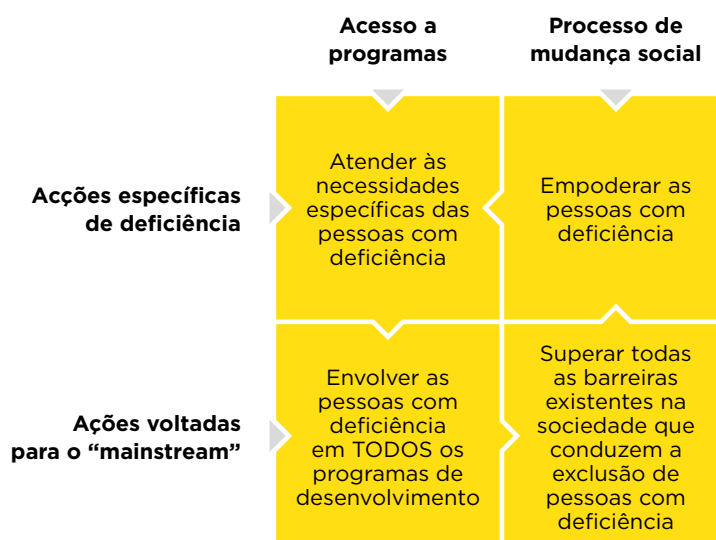 Acesso a
programas
Processo de
mudança social
Acções específicas
de deficiência
Atender às
necessidades
específicas das
pessoas com
deficiência
Empoderar as
pessoas com
deficiência
Ações voltadas
para o “mainstream”
Envolver as
pessoas com
deficiência
em TODOS os
programas de
desenvolvimento
Superar todas
as barreiras
existentes na
sociedade que
conduzem a
exclusão de
pessoas com
deficiência